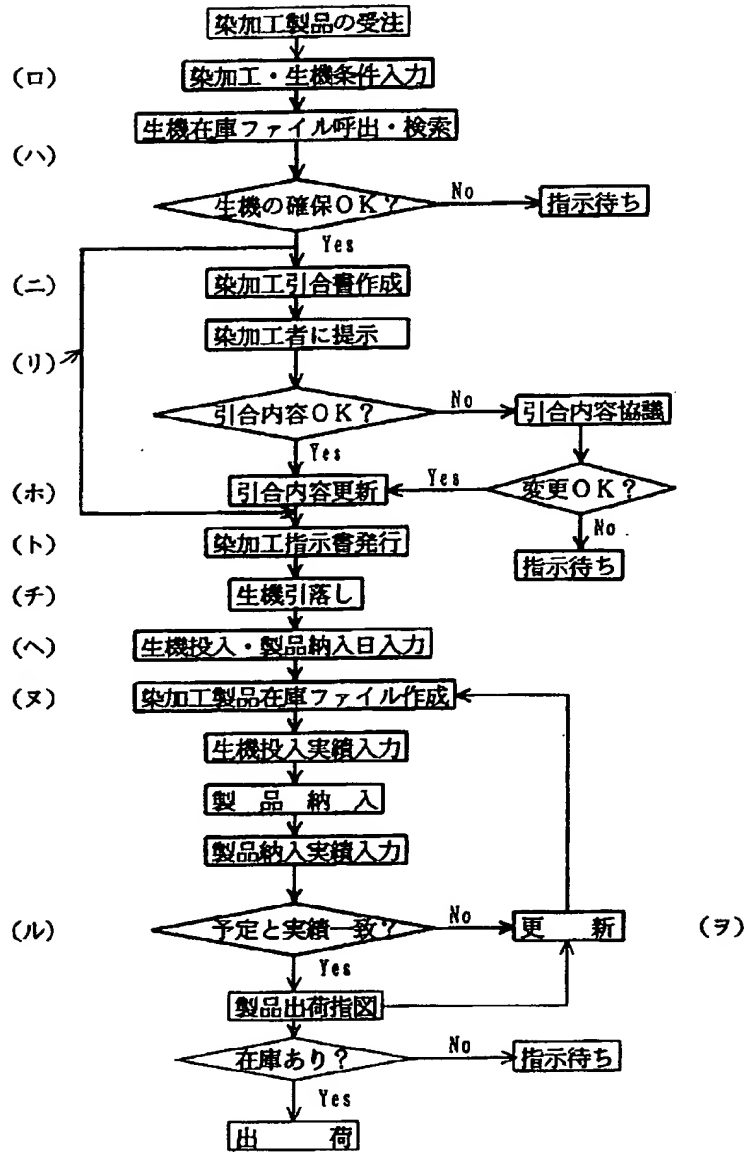 染加工製品の受注
(ロ) 染加工・生機条件入力
生機在庫ファイル呼出・検索
(ハ)
生機の確保OK? No 指示待ち
Yes
(ニ) 染加工引合書作成
染加工者に提示
(リ)
引合内容OK? No 引合内容協議
Yes
(ホ) 引合内容更新 Yes 変更OK?
No
(ト) 染加工指示書発行
指示待ち
(チ) 生機引落し
(ヘ) 生機投入・製品納入日入力
(ヌ) 染加工製品在庫ファイル作成
生機投入実績入力
製品納入
製品納入実績入力
(ル) 予定と実績一致? No 更新 (ヲ)
Yes
製品出荷指図
在庫あり? No 指示待ち
Yes
出荷